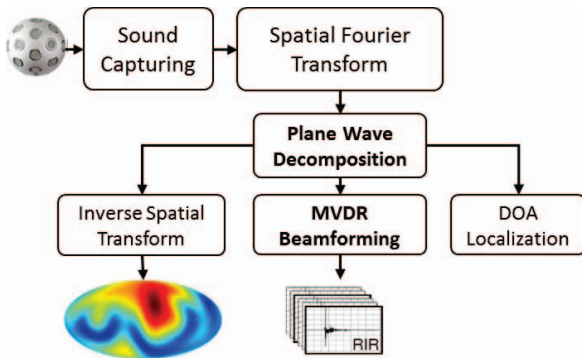 Sound
Capturing
Spatial Fourier
Transform
Plane Wave
Decomposition
Inverse Spatial
Transform
MVDR
Beamforming
DOA
Localization
RIR